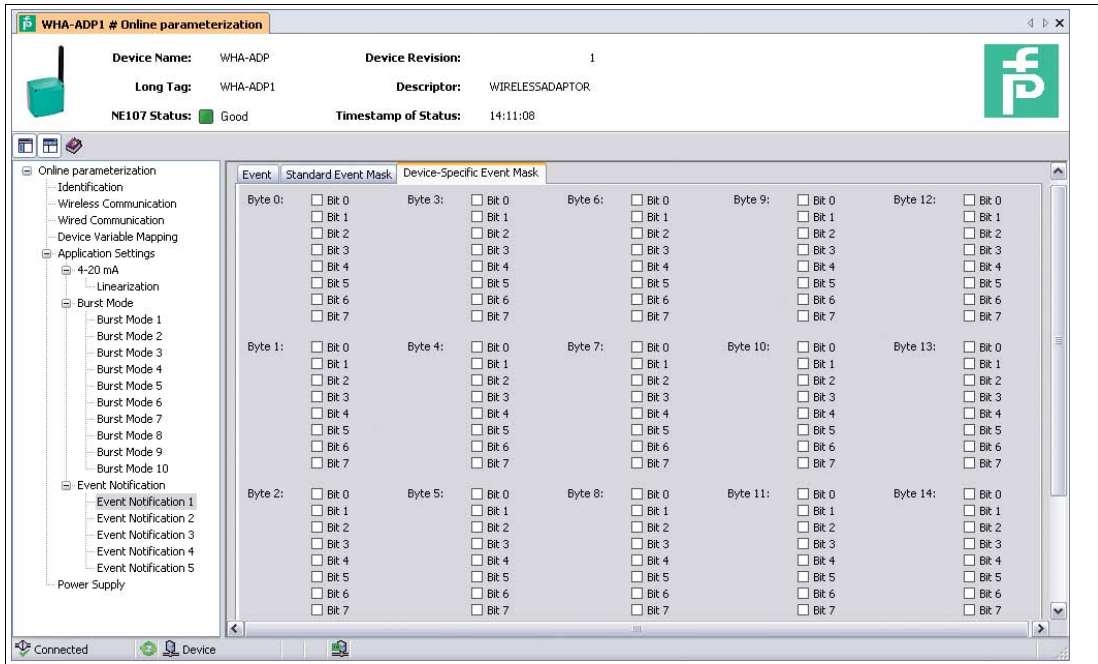 WHA-ADP1 # Online parameterization
Device Name: WHA-ADP Device Revision: 1
Long Tag: WHA-ADP1 Descriptor: WIRELESSADAPTOR
NE107 Status: Good Timestamp of Status: 14:11:08
Online parameterization
Identification
Wireless Communication
Wired Communication
Device Variable Mapping
Application Settings
4-20 mA
Linearization
Burst Mode
Burst Mode 1
Burst Mode 2
Burst Mode 3
Burst Mode 4
Burst Mode 5
Burst Mode 6
Burst Mode 7
Burst Mode 8
Burst Mode 9
Burst Mode 10
Event Notification
Event Notification 1
Event Notification 2
Event Notification 3
Event Notification 4
Event Notification 5
Power Supply
Event Standard Event Mask Device-Specific Event Mask
Byte 0: Bit 0 Byte 3: Bit 0 Byte 6: Bit 0 Byte 9: Bit 0 Byte 12: Bit 0
Bit 1 Bit 1 Bit 1 Bit 1 Bit 1
Bit 2 Bit 2 Bit 2 Bit 2 Bit 2
Bit 3 Bit 3 Bit 3 Bit 3 Bit 3
Bit 4 Bit 4 Bit 4 Bit 4 Bit 4
Bit 5 Bit 5 Bit 5 Bit 5 Bit 5
Bit 6 Bit 6 Bit 6 Bit 6 Bit 6
Bit 7 Bit 7 Bit 7 Bit 7 Bit 7
Byte 1: Bit 0 Byte 4: Bit 0 Byte 7: Bit 0 Byte 10: Bit 0 Byte 13: Bit 0
Bit 1 Bit 1 Bit 1 Bit 1 Bit 1
Bit 2 Bit 2 Bit 2 Bit 2 Bit 2
Bit 3 Bit 3 Bit 3 Bit 3 Bit 3
Bit 4 Bit 4 Bit 4 Bit 4 Bit 4
Bit 5 Bit 5 Bit 5 Bit 5 Bit 5
Bit 6 Bit 6 Bit 6 Bit 6 Bit 6
Bit 7 Bit 7 Bit 7 Bit 7 Bit 7
Byte 2: Bit 0 Byte 5: Bit 0 Byte 8: Bit 0 Byte 11: Bit 0 Byte 14: Bit 0
Bit 1 Bit 1 Bit 1 Bit 1 Bit 1
Bit 2 Bit 2 Bit 2 Bit 2 Bit 2
Bit 3 Bit 3 Bit 3 Bit 3 Bit 3
Bit 4 Bit 4 Bit 4 Bit 4 Bit 4
Bit 5 Bit 5 Bit 5 Bit 5 Bit 5
Bit 6 Bit 6 Bit 6 Bit 6 Bit 6
Bit 7 Bit 7 Bit 7 Bit 7 Bit 7
Connected Device